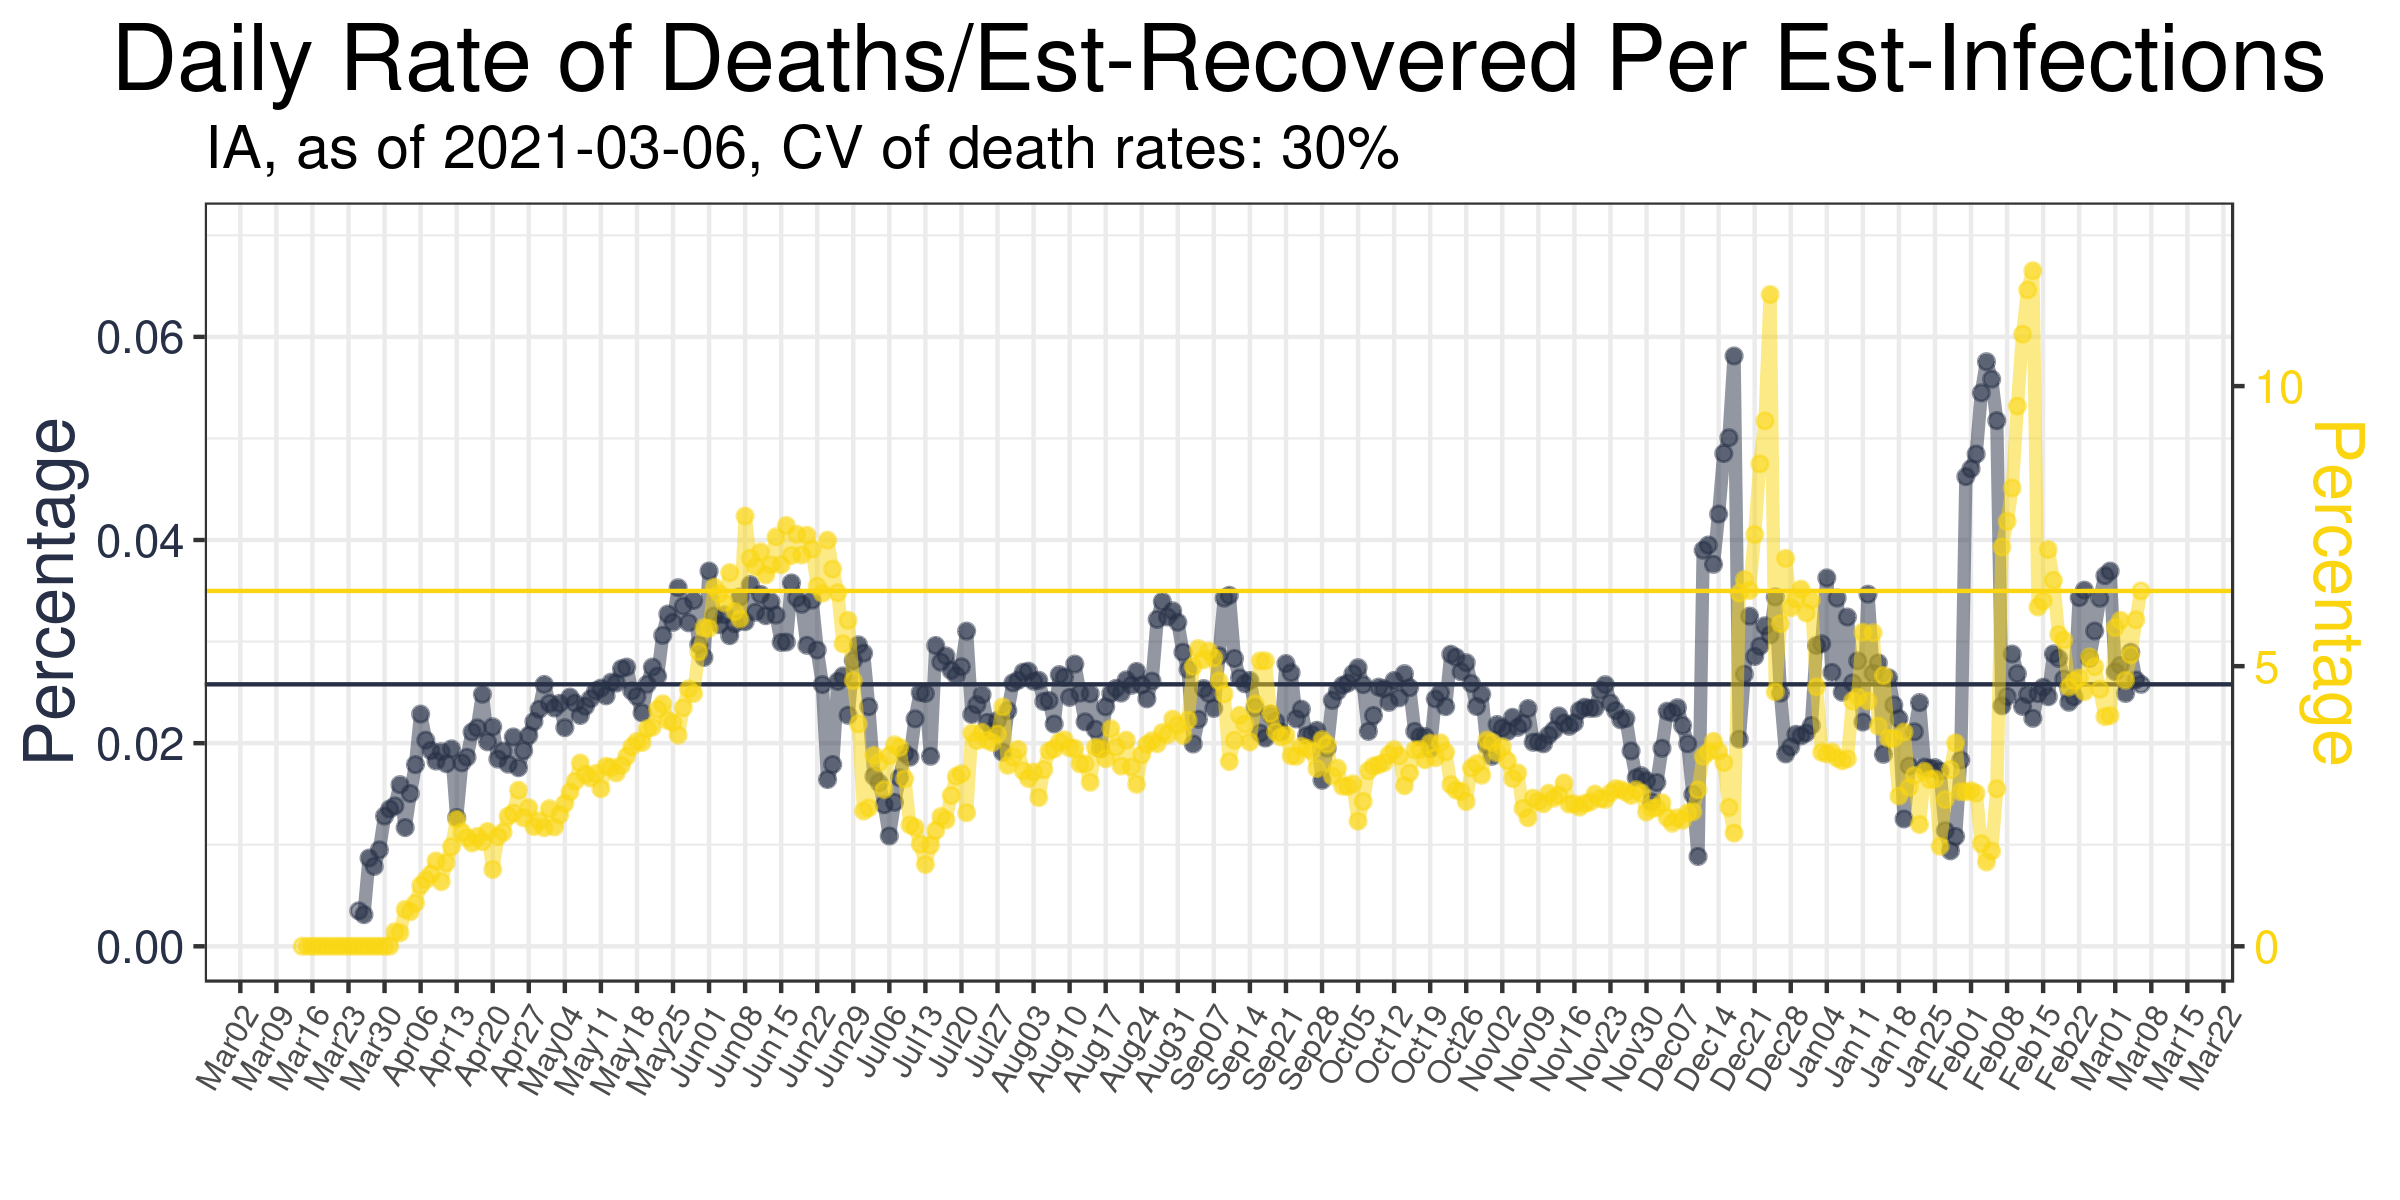 Daily Rate of Deaths/Est-Recovered Per Est-Infections
IA, as of 2021-03-06, CV of death rates: 30%
Percentage
0.06
0.04
0.02
0.00
10
5
0
Percentage
Mar02
Mar09
Mar16
Mar23
Mar30
Apr06
Apr13
Apr20
Apr27
May04
May11
May18
May25
Jun01
Jun08
Jun15
Jun22
Jun29
Jul06
Jul13
Jul20
Jul27
Aug03
Aug10
Aug17
Aug24
Aug31
Sep07
Sep14
Sep21
Sep28
Oct05
Oct12
Oct19
Oct26
Nov02
Nov09
Nov16
Nov23
Nov30
Dec07
Dec14
Dec21
Dec28
Jan04
Jan11
Jan18
Jan25
Feb01
Feb08
Feb15
Feb22
Mar01
Mar08
Mar15
Mar22